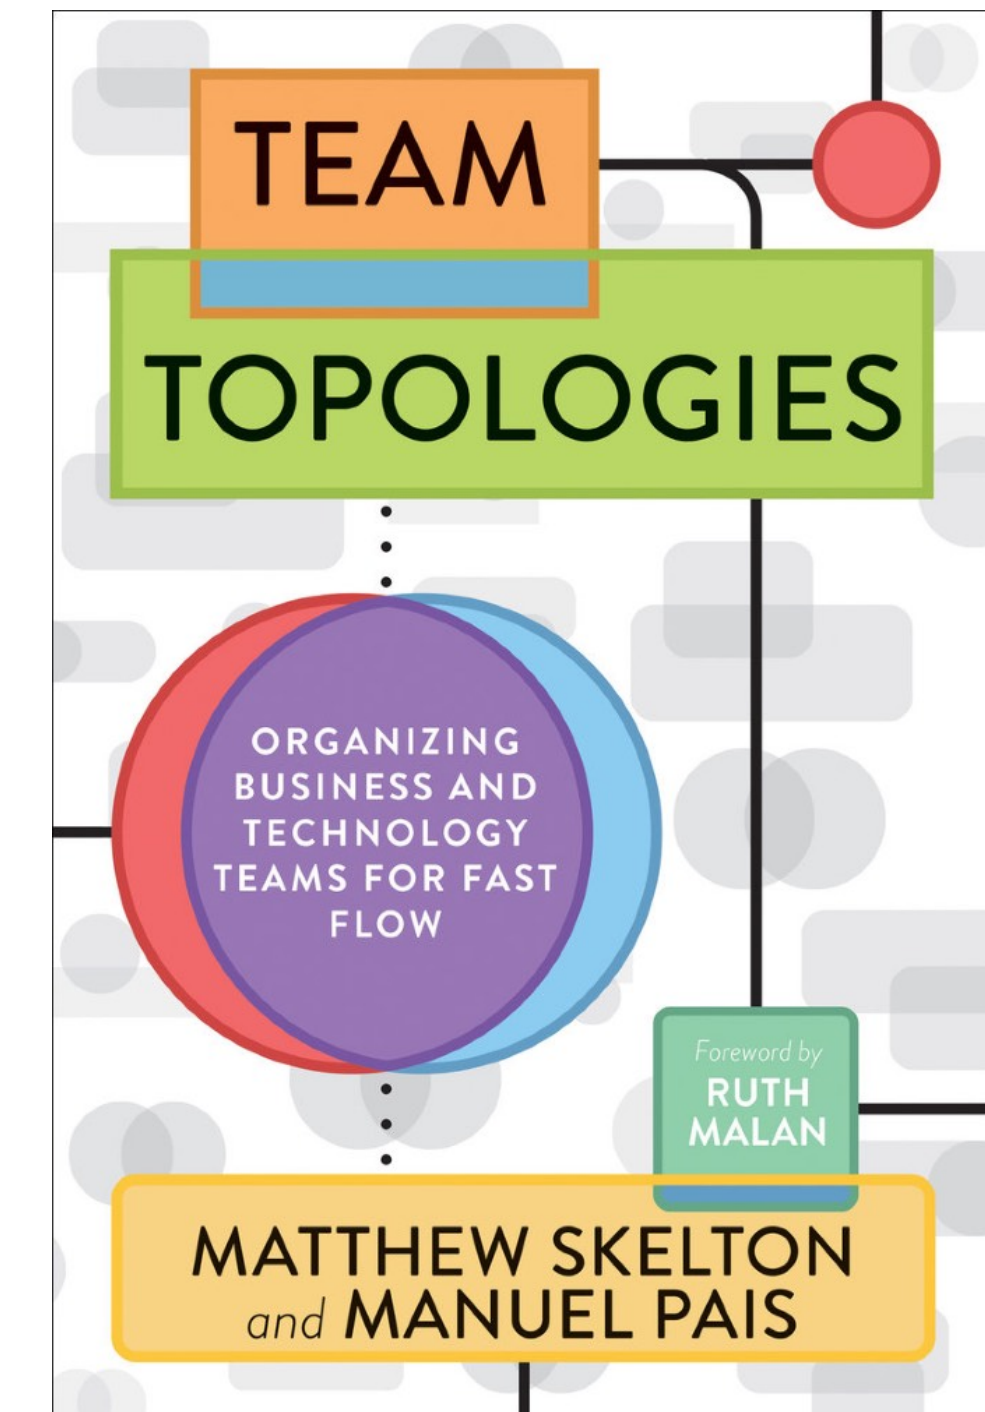 TEAM
TOPOLOGIES
ORGANIZING
BUSINESS AND
TECHNOLOGY
TEAMS FOR FAST
FLOW
Foreword by
RUTH
MALAN
MATTHEW SKELTON
and MANUEL PAIS